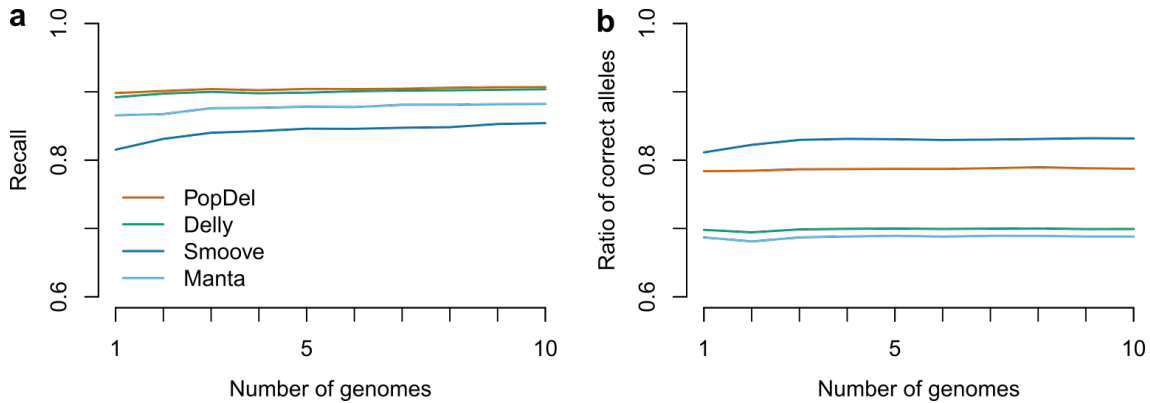 a
Recall
1.0
0.8
0.6
PopDel
Delly
Smoove
Manta
1 5 10
Number of genomes
b
Ratio of correct alleles
1.0
0.8
0.6
1 5 10
Number of genomes